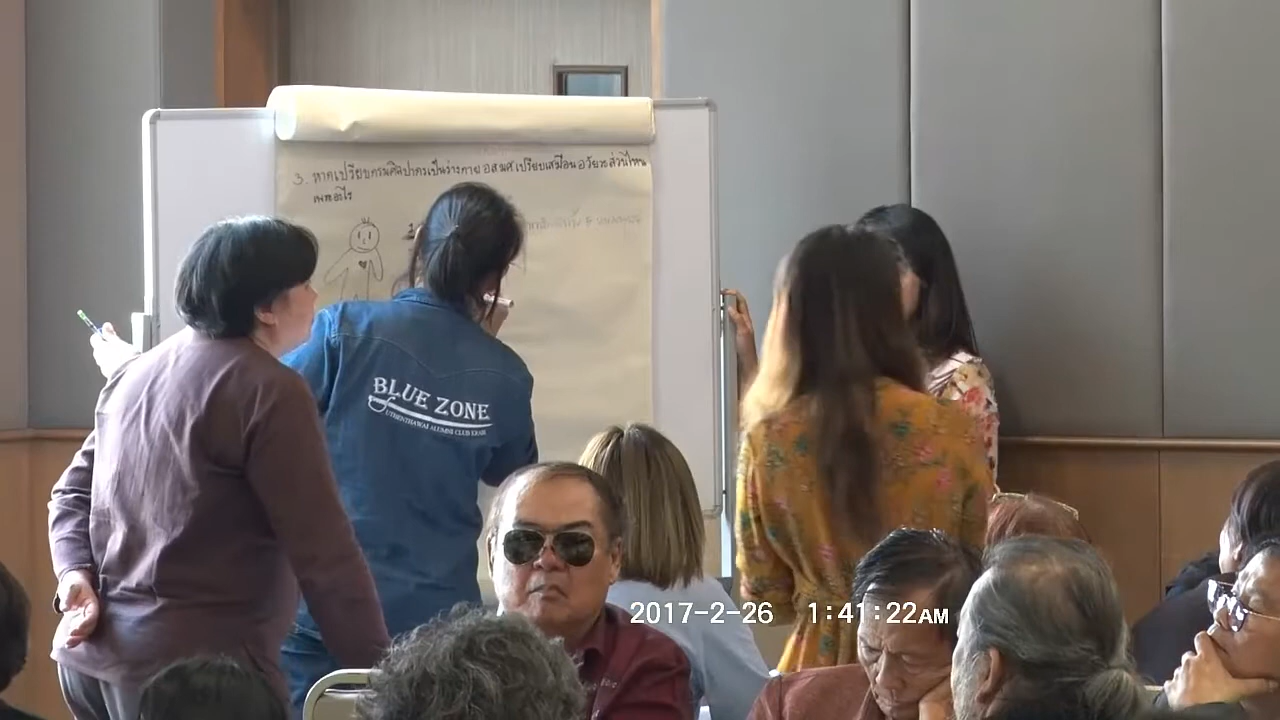 3. หากเปรียบกรมศิลปากรเป็นร่างกาย อสมศ เปรียบเสมือน อวัยวะส่วนไหน
เพราะอะไร
BLUE ZONE
UTHENTHAWAI ALUMNI CLUB
2017-2-26 1:41:22AM